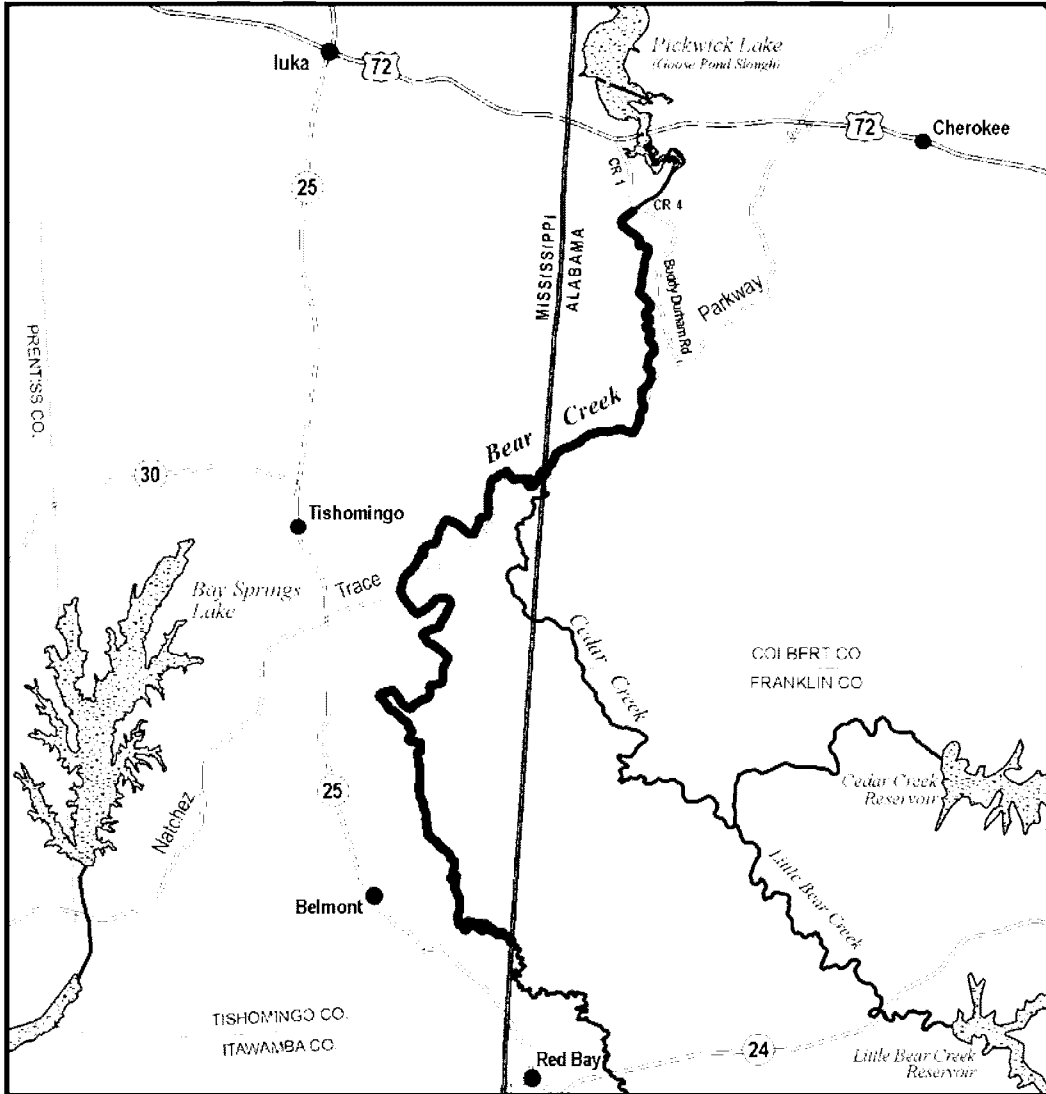 Pickwick Lake
(Goose Pond Slough)
Iuka
72
72
Cherokee
25
CR 1
CR 4
MISSISSIPPI
ALABAMA
Buddy Durham Rd
Parkway
PRENTISS CO.
Bear Creek
30
Tishomingo
Trace
Bay Springs
Lake
Cedar Creek
COLBERT CO
FRANKLIN CO
Cedar Creek
Reservoir
25
Natchez
Little Bear Creek
Belmont
TISHOMINGO CO.
ITAWAMBA CO.
24
Red Bay
Little Bear Creek
Reservoir